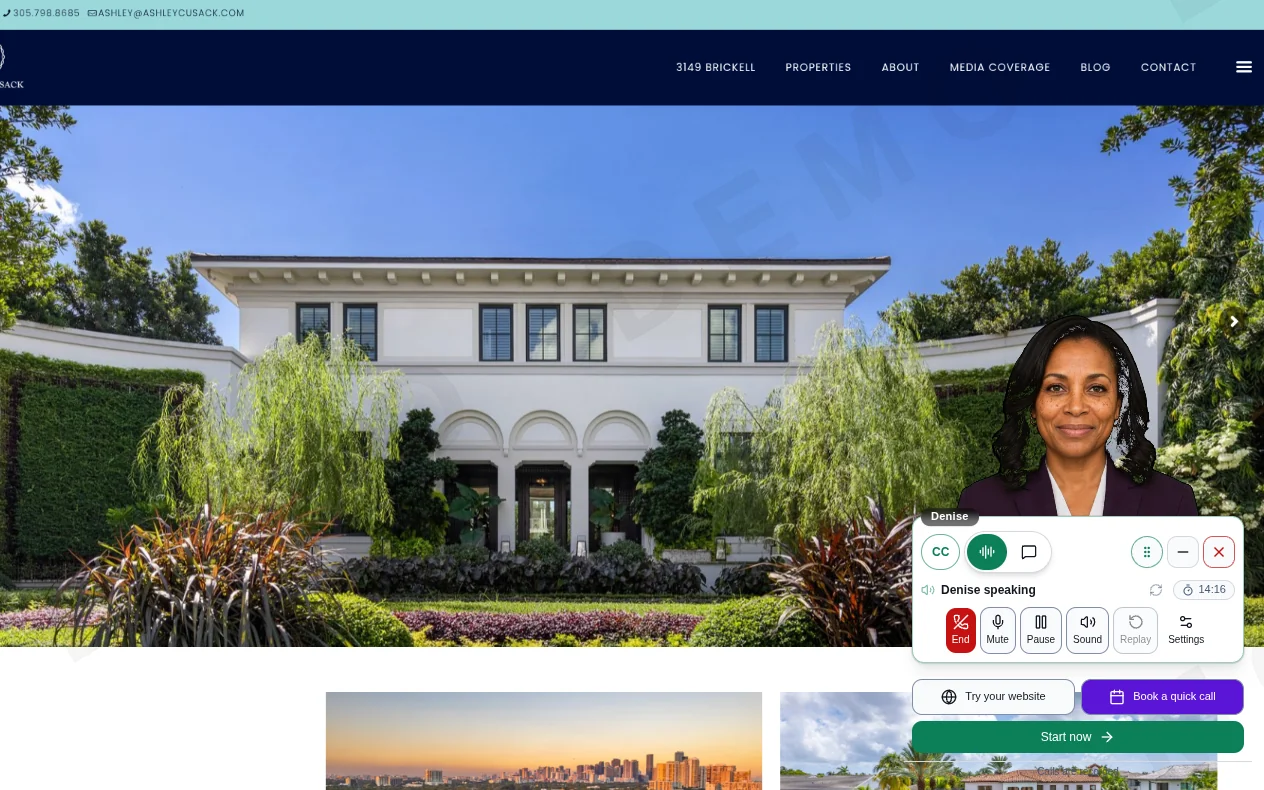 305.798.8685 ASHLEY@ASHLEYCUSACK.COM
SACK
3149 BRICKELL PROPERTIES ABOUT MEDIA COVERAGE BLOG CONTACT
DEMO
Denise
CC
Denise speaking 14:16
End Mute Pause Sound Replay Settings
Try your website Book a quick call
Start now